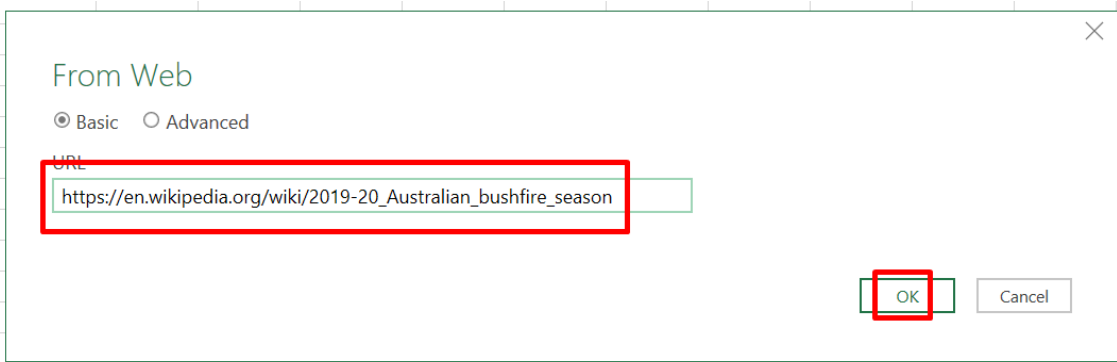 From Web
Basic Advanced
URL
https://en.wikipedia.org/wiki/2019-20_Australian_bushfire_season
OK Cancel